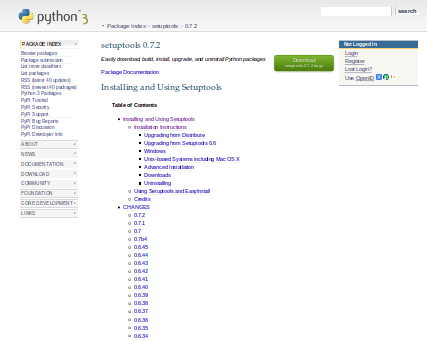 python 3
search
» Package Index > setuptools > 0.7.2
PACKAGE INDEX
Browse packages
Package submission
List trove classifiers
List packages
RSS (latest 40 updates)
RSS (newest 40 packages)
Python 3 Packages
PyPI Tutorial
PyPI Security
PyPI Support
PyPI Bug Reports
PyPI Discussion
PyPI Developer Info
ABOUT
NEWS
DOCUMENTATION
DOWNLOAD
COMMUNITY
FOUNDATION
CORE DEVELOPMENT
LINKS
setuptools 0.7.2
Easily download, build, install, upgrade, and uninstall Python packages
Download
Package Documentation
Installing and Using Setuptools
Table of Contents
Installing and Using Setuptools
Installation Instructions
Upgrading from Distribute
Upgrading from Setuptools 0.6
Windows
Unix-based Systems including Mac OS X
Advanced Installation
Downloads
Uninstalling
Using Setuptools and EasyInstall
Credits
CHANGES
0.7.2
0.7.1
0.7
0.7b4
0.6.45
0.6.44
0.6.43
0.6.42
0.6.41
0.6.40
0.6.39
0.6.38
0.6.37
0.6.36
0.6.35
0.6.34
Not Logged In
Login
Register
Lost Login?
Use OpenID